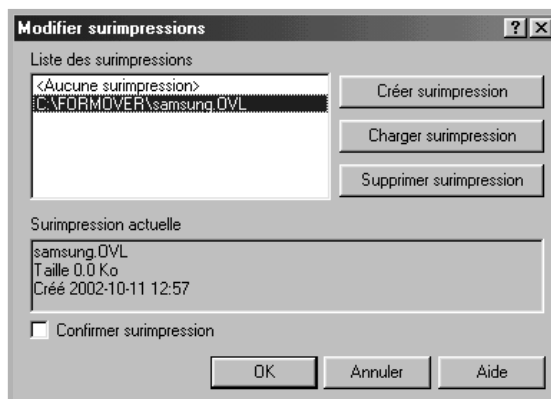 Modifier surimpressions
Liste des surimpressions
<Aucune surimpression>
C:\FORMOVER\samsung.OVL
Créer surimpression
Charger surimpression
Supprimer surimpression
Surimpression actuelle
samsung.OVL
Taille 0.0 Ko
Créé 2002-10-11 12:57
Confirmer surimpression
OK
Annuler
Aide